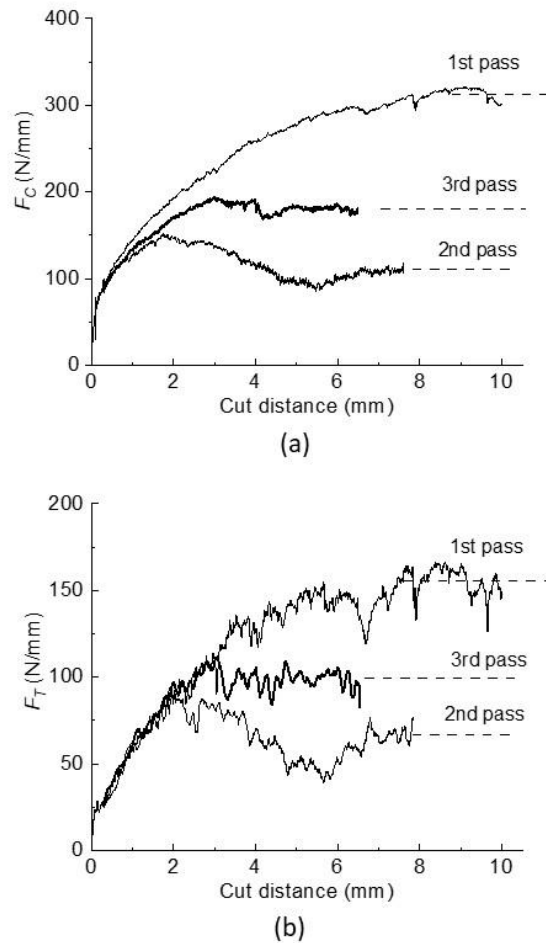 400
300
200
100
0
F_C (N/mm)
1st pass
3rd pass
2nd pass
0 2 4 6 8 10
Cut distance (mm)
(a)
200
150
100
50
0
F_T (N/mm)
1st pass
3rd pass
2nd pass
0 2 4 6 8 10
Cut distance (mm)
(b)